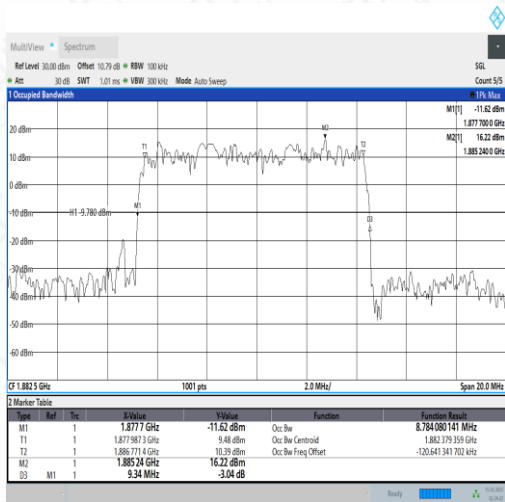 MultiView Spectrum
Ref Level 30.00 dBm Offset 10.79 dB RBW 100 kHz SGL
Att 30 dB SWT 1.01 ms VBW 300 kHz Mode Auto Sweep Count 5/5
1 Occupied Bandwidth 1Pk Max
M1[1] -11.62 dBm
1.877 700 0 GHz
M2[1] 16.22 dBm
1.885 240 0 GHz
20 dBm
M2
T1
T2
10 dBm
0 dBm
H1 -9.780 dBm
M1
-10 dBm
D3
-20 dBm
-30 dBm
-40 dBm
-50 dBm
-60 dBm
CF 1.882 5 GHz 1001 pts 2.0 MHz/ Span 20.0 MHz
2 Marker Table
Type Ref Trc X-Value Y-Value Function Function Result
M1 1 1.8777 GHz -11.62 dBm Occ Bw 8.784 080 141 MHz
T1 1 1.877 987 3 GHz 9.48 dBm Occ Bw Centroid 1.882 379 359 GHz
T2 1 1.886 771 4 GHz 10.39 dBm Occ Bw Freq Offset -120.641 341 702 kHz
M2 1 1.885 24 GHz 16.22 dBm
D3 M1 1 9.34 MHz -3.04 dB
Ready